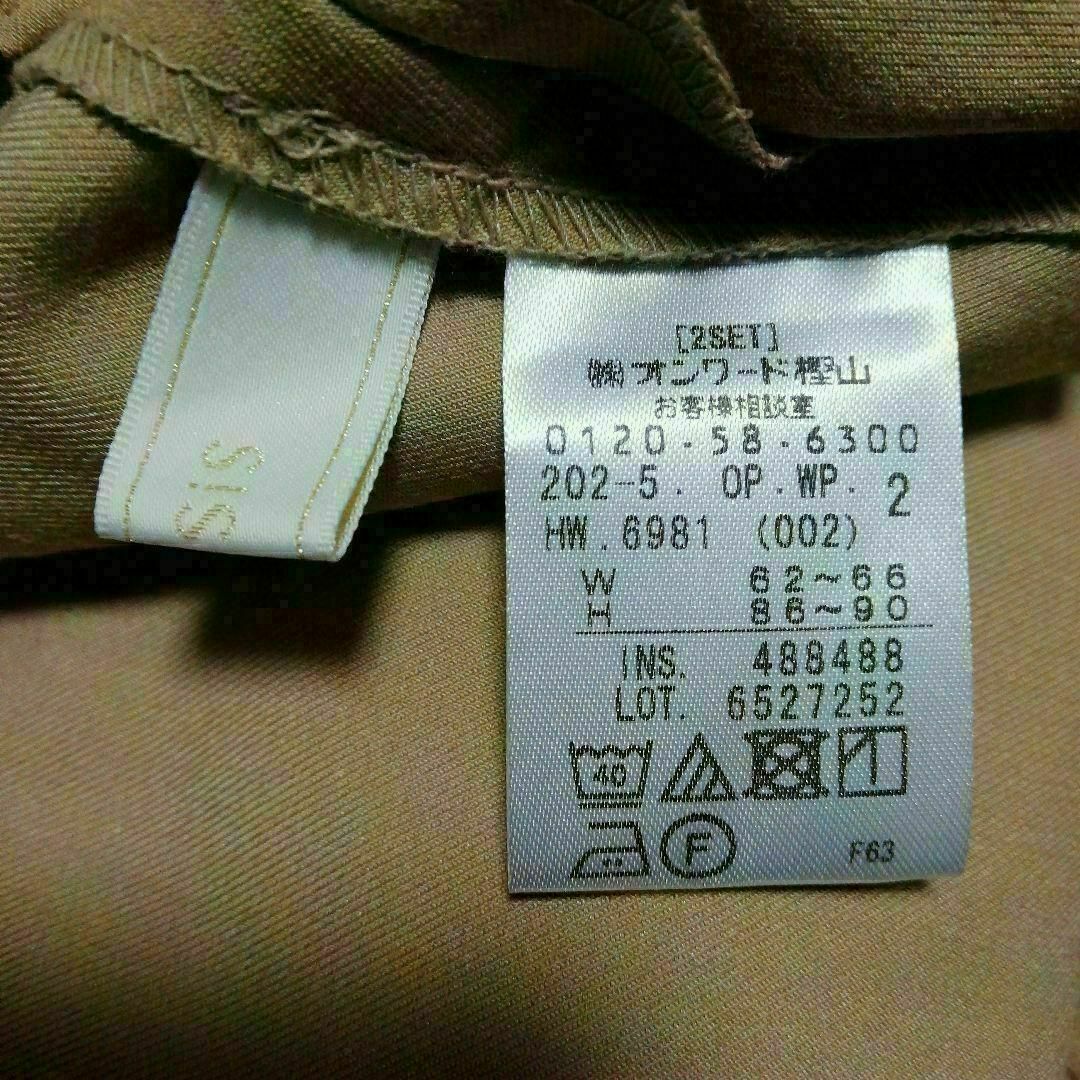 SiS
[2SET]
㈱オンワード樫山
お客様相談室
0120・58・6300
202-5. OP.WP. 2
HW.6981 (002)
W 62~66
H 86~90
INS. 488488
LOT. 6527252
40
F
F63